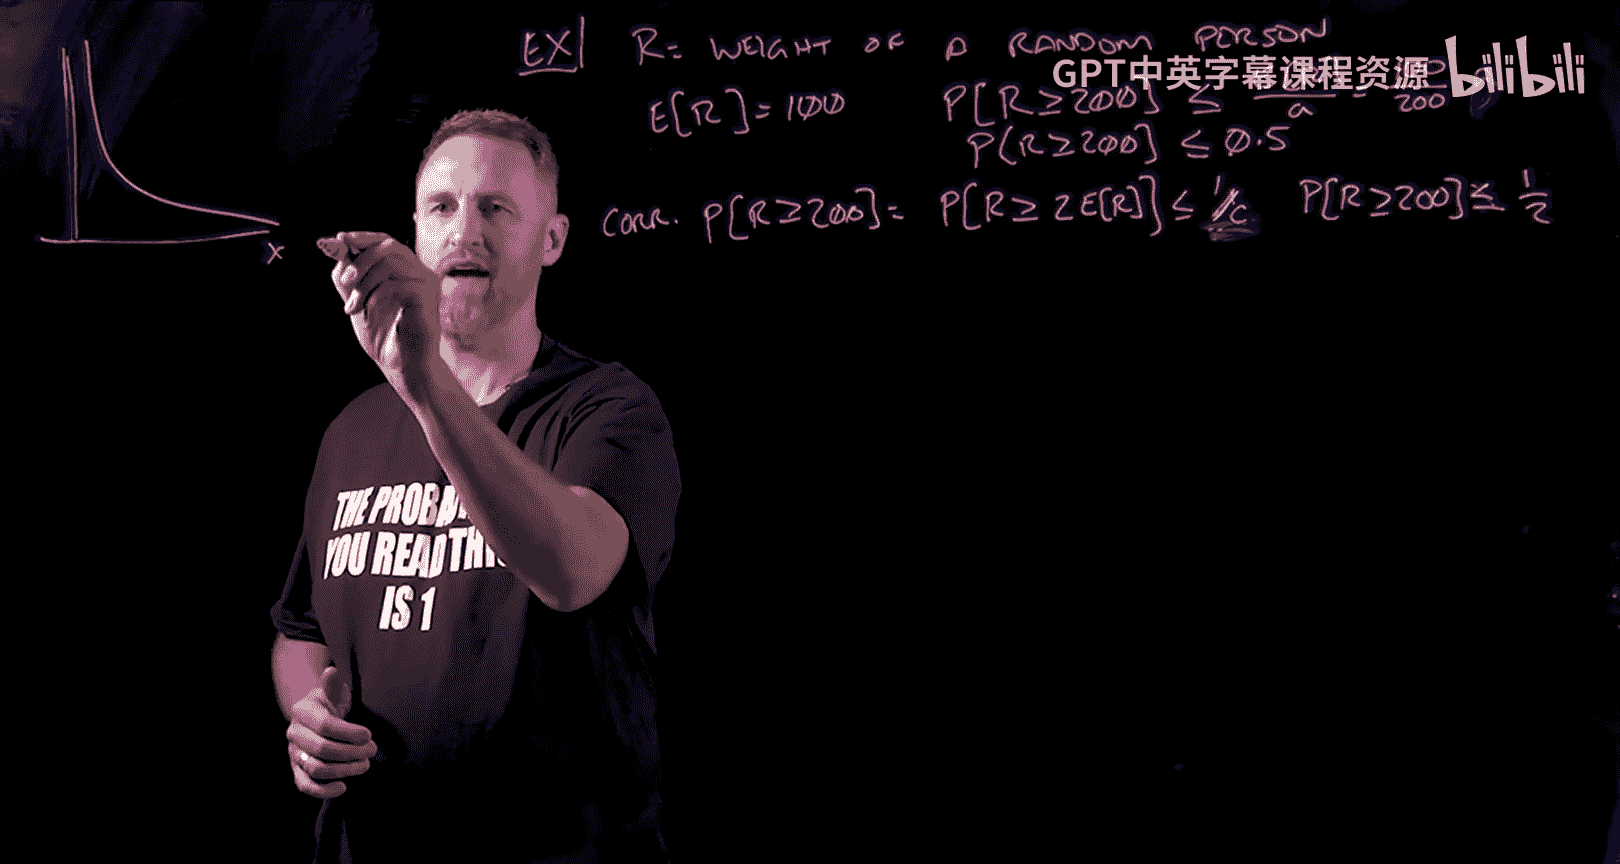 EX| R = WEIGHT OF A RANDOM PERSON
GPT中英字幕课程资源 bilibili
E[R] = 100 P[R ≥ 200] ≤ /a = /200
P(R ≥ 200] ≤ 0.5
CORR. P[R ≥ 200] = P[R ≥ 2E[R]] ≤ 1/c P[R ≥ 200] ≤ 1/2
X
THE PROBA
YOU READ THIS
IS 1